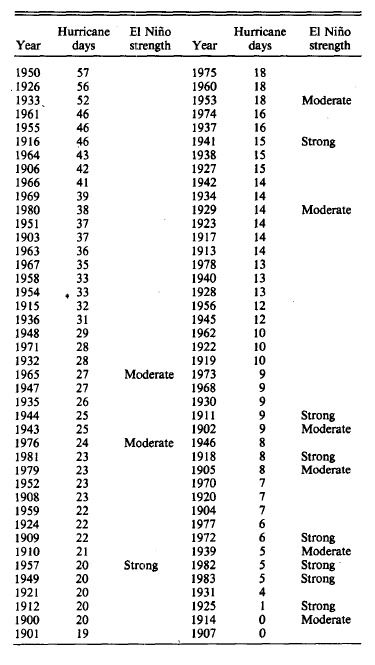 Hurricane El Niño Hurricane El Niño
Year days strength Year days strength
1950 57 1975 18
1926 56 1960 18
1933 52 1953 18 Moderate
1961 46 1974 16
1955 46 1937 16
1916 46 1941 15 Strong
1964 43 1938 15
1906 42 1927 15
1966 41 1942 14
1969 39 1934 14
1980 38 1929 14 Moderate
1951 37 1923 14
1903 37 1917 14
1963 36 1913 14
1967 35 1978 13
1958 33 1940 13
1954 33 1928 13
1915 32 1956 12
1936 31 1945 12
1948 29 1962 10
1971 28 1922 10
1932 28 1919 10
1965 27 Moderate 1973 9
1947 27 1968 9
1935 26 1930 9
1944 25 1911 9 Strong
1943 25 1902 9 Moderate
1976 24 Moderate 1946 8
1981 23 1918 8 Strong
1979 23 1905 8 Moderate
1952 23 1970 7
1908 23 1920 7
1959 22 1904 7
1924 22 1977 6
1909 22 1972 6 Strong
1910 21 1939 5 Moderate
1957 20 Strong 1982 5 Strong
1949 20 1983 5 Strong
1921 20 1931 4
1912 20 1925 1 Strong
1900 20 1914 0 Moderate
1901 19 1907 0